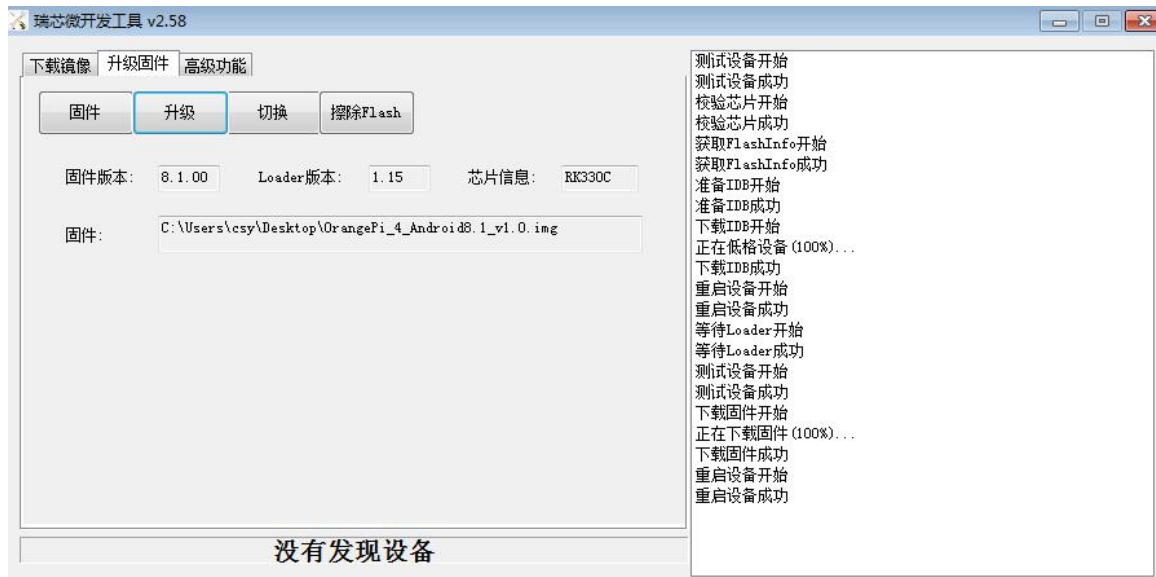 瑞芯微开发工具 v2.58
下载镜像 升级固件 高级功能
固件 升级 切换 擦除Flash
固件版本: 8.1.00 Loader版本: 1.15 芯片信息: RK330C
固件: C:\Users\csy\Desktop\OrangePi_4_Android8.1_v1.0.img
没有发现设备
测试设备开始
测试设备成功
校验芯片开始
校验芯片成功
获取FlashInfo开始
获取FlashInfo成功
准备IDB开始
准备IDB成功
下载IDB开始
正在低格设备(100%)...
下载IDB成功
重启设备开始
重启设备成功
等待Loader开始
等待Loader成功
测试设备开始
测试设备成功
下载固件开始
正在下载固件(100%)...
下载固件成功
重启设备开始
重启设备成功